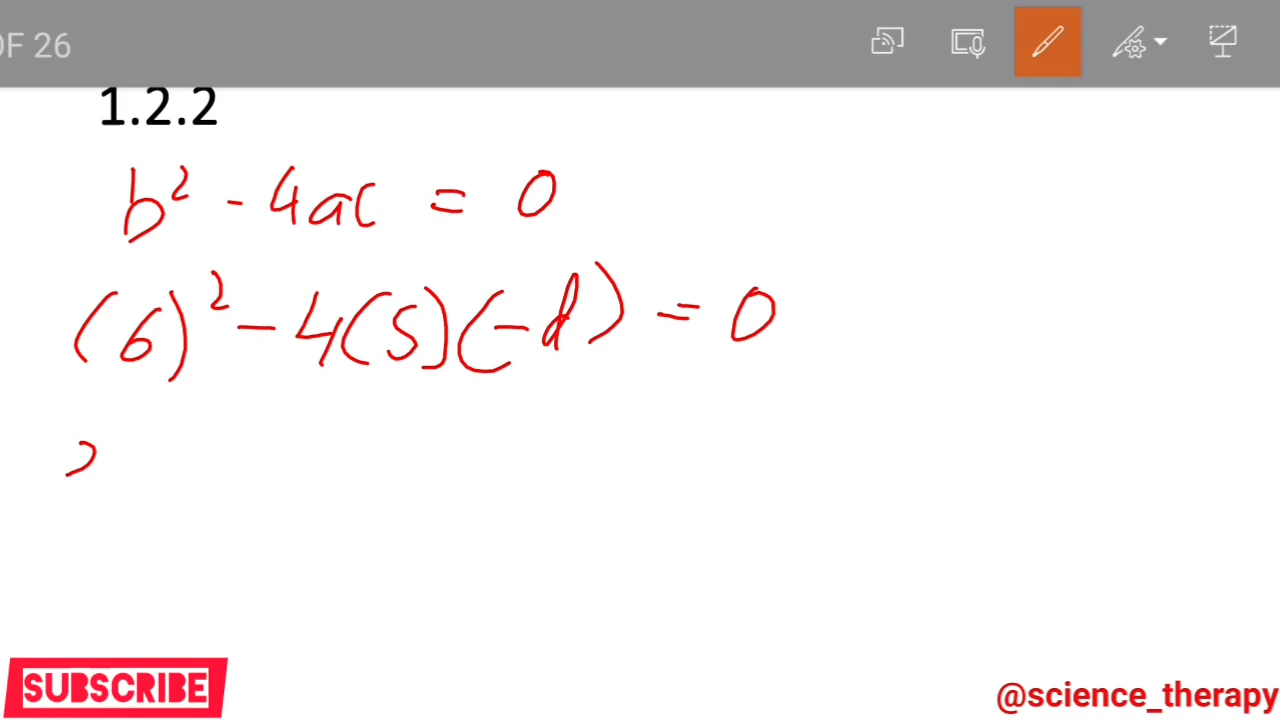 OF 26
1.2.2
b² - 4ac = 0
(6)² - 4(5)(-d) = 0
SUBSCRIBE
@science_therapy